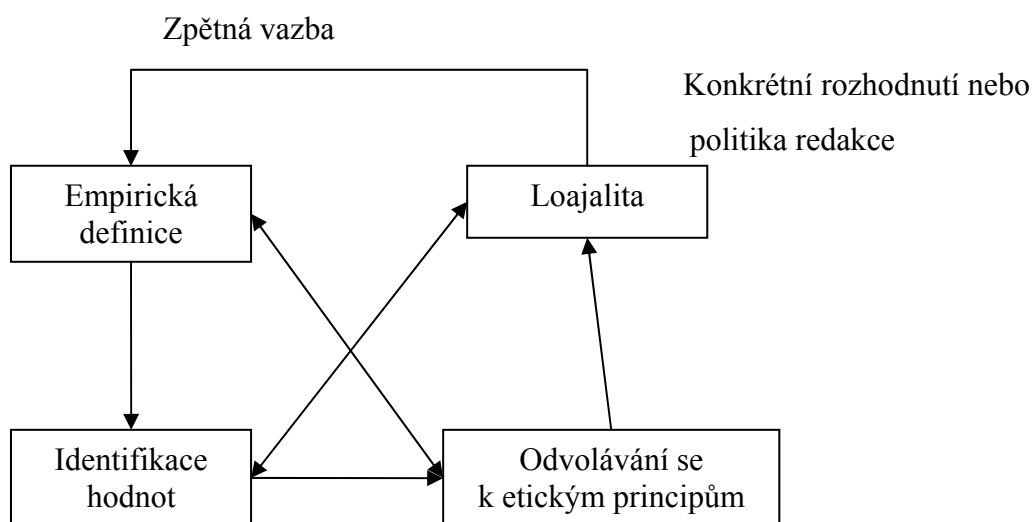 Zpětná vazba
Konkrétní rozhodnutí nebo
politika redakce
Empirická
definice
Loajalita
Identifikace
hodnot
Odvolávání se
k etickým principům